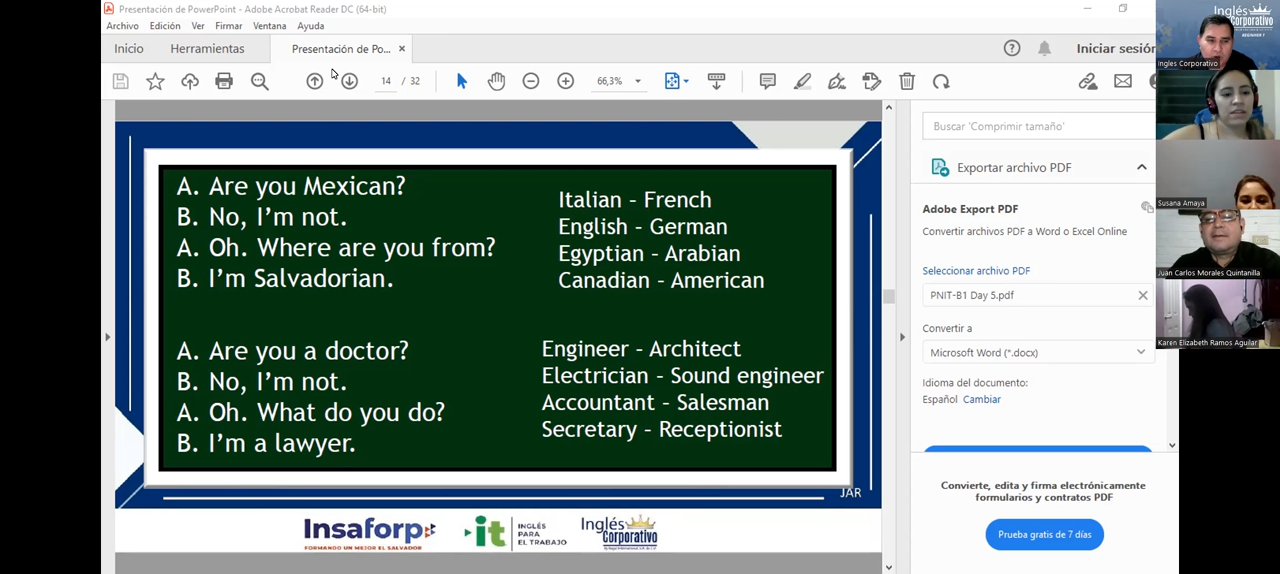 Presentación de PowerPoint - Adobe Acrobat Reader DC (64-bit)
Archivo Edición Ver Firmar Ventana Ayuda
Inicio Herramientas Presentación de Po... × Iniciar sesión
14 / 32 66,3%
A. Are you Mexican?
B. No, I'm not.
A. Oh. Where are you from?
B. I'm Salvadorian.
Italian - French
English - German
Egyptian - Arabian
Canadian - American
A. Are you a doctor?
B. No, I'm not.
A. Oh. What do you do?
B. I'm a lawyer.
Engineer - Architect
Electrician - Sound engineer
Accountant - Salesman
Secretary - Receptionist
JAR
Insaforp
FORMANDO UN MEJOR EL SALVADOR
it
INGLÉS
PARA
EL TRABAJO
Inglés
Corporativo
Buscar 'Comprimir tamaño'
Exportar archivo PDF
Adobe Export PDF
Convertir archivos PDF a Word o Excel Online
Seleccionar archivo PDF
PNIT-B1 Day 5.pdf
Convertir a
Microsoft Word (*.docx)
Idioma del documento:
Español Cambiar
Convierte, edita y firma electrónicamente
formularios y contratos PDF
Prueba gratis de 7 días
Inglés
Corporativo
Ingles Corporativo
Susana Amaya
Juan Carlos Morales Quintanilla
Karen Elizabeth Ramos Aguilar